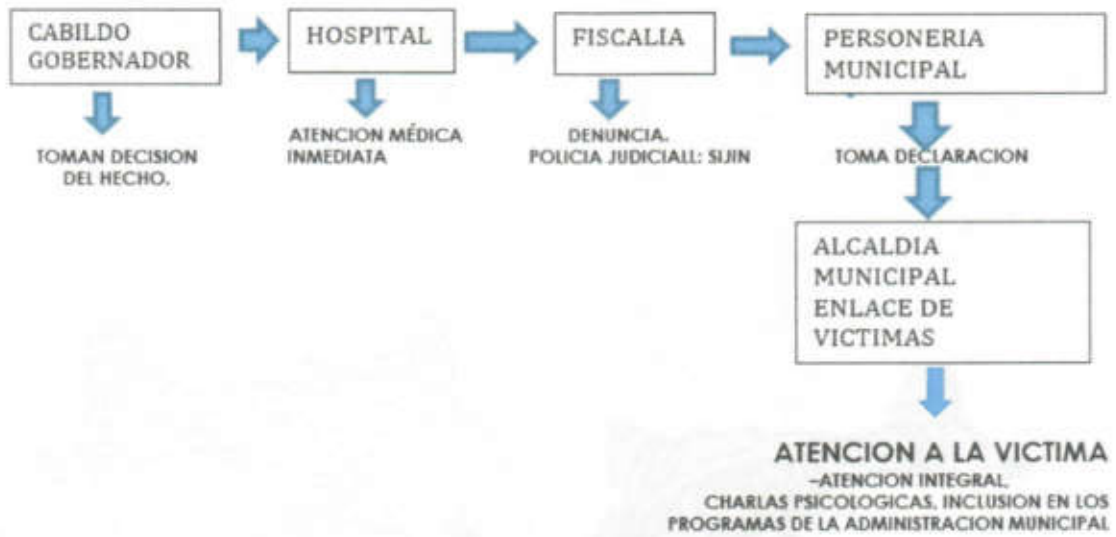 CABILDO
GOBERNADOR
HOSPITAL
FISCALIA
PERSONERIA
MUNICIPAL
TOMAN DECISION
DEL HECHO.
ATENCION MÉDICA
INMEDIATA
DENUNCIA.
POLICIA JUDICIALL: SIJIN
TOMA DECLARACION
ALCALDIA
MUNICIPAL
ENLACE DE
VICTIMAS
ATENCION A LA VICTIMA
–ATENCION INTEGRAL,
CHARLAS PSICOLOGICAS, INCLUSION EN LOS
PROGRAMAS DE LA ADMINISTRACION MUNICIPAL